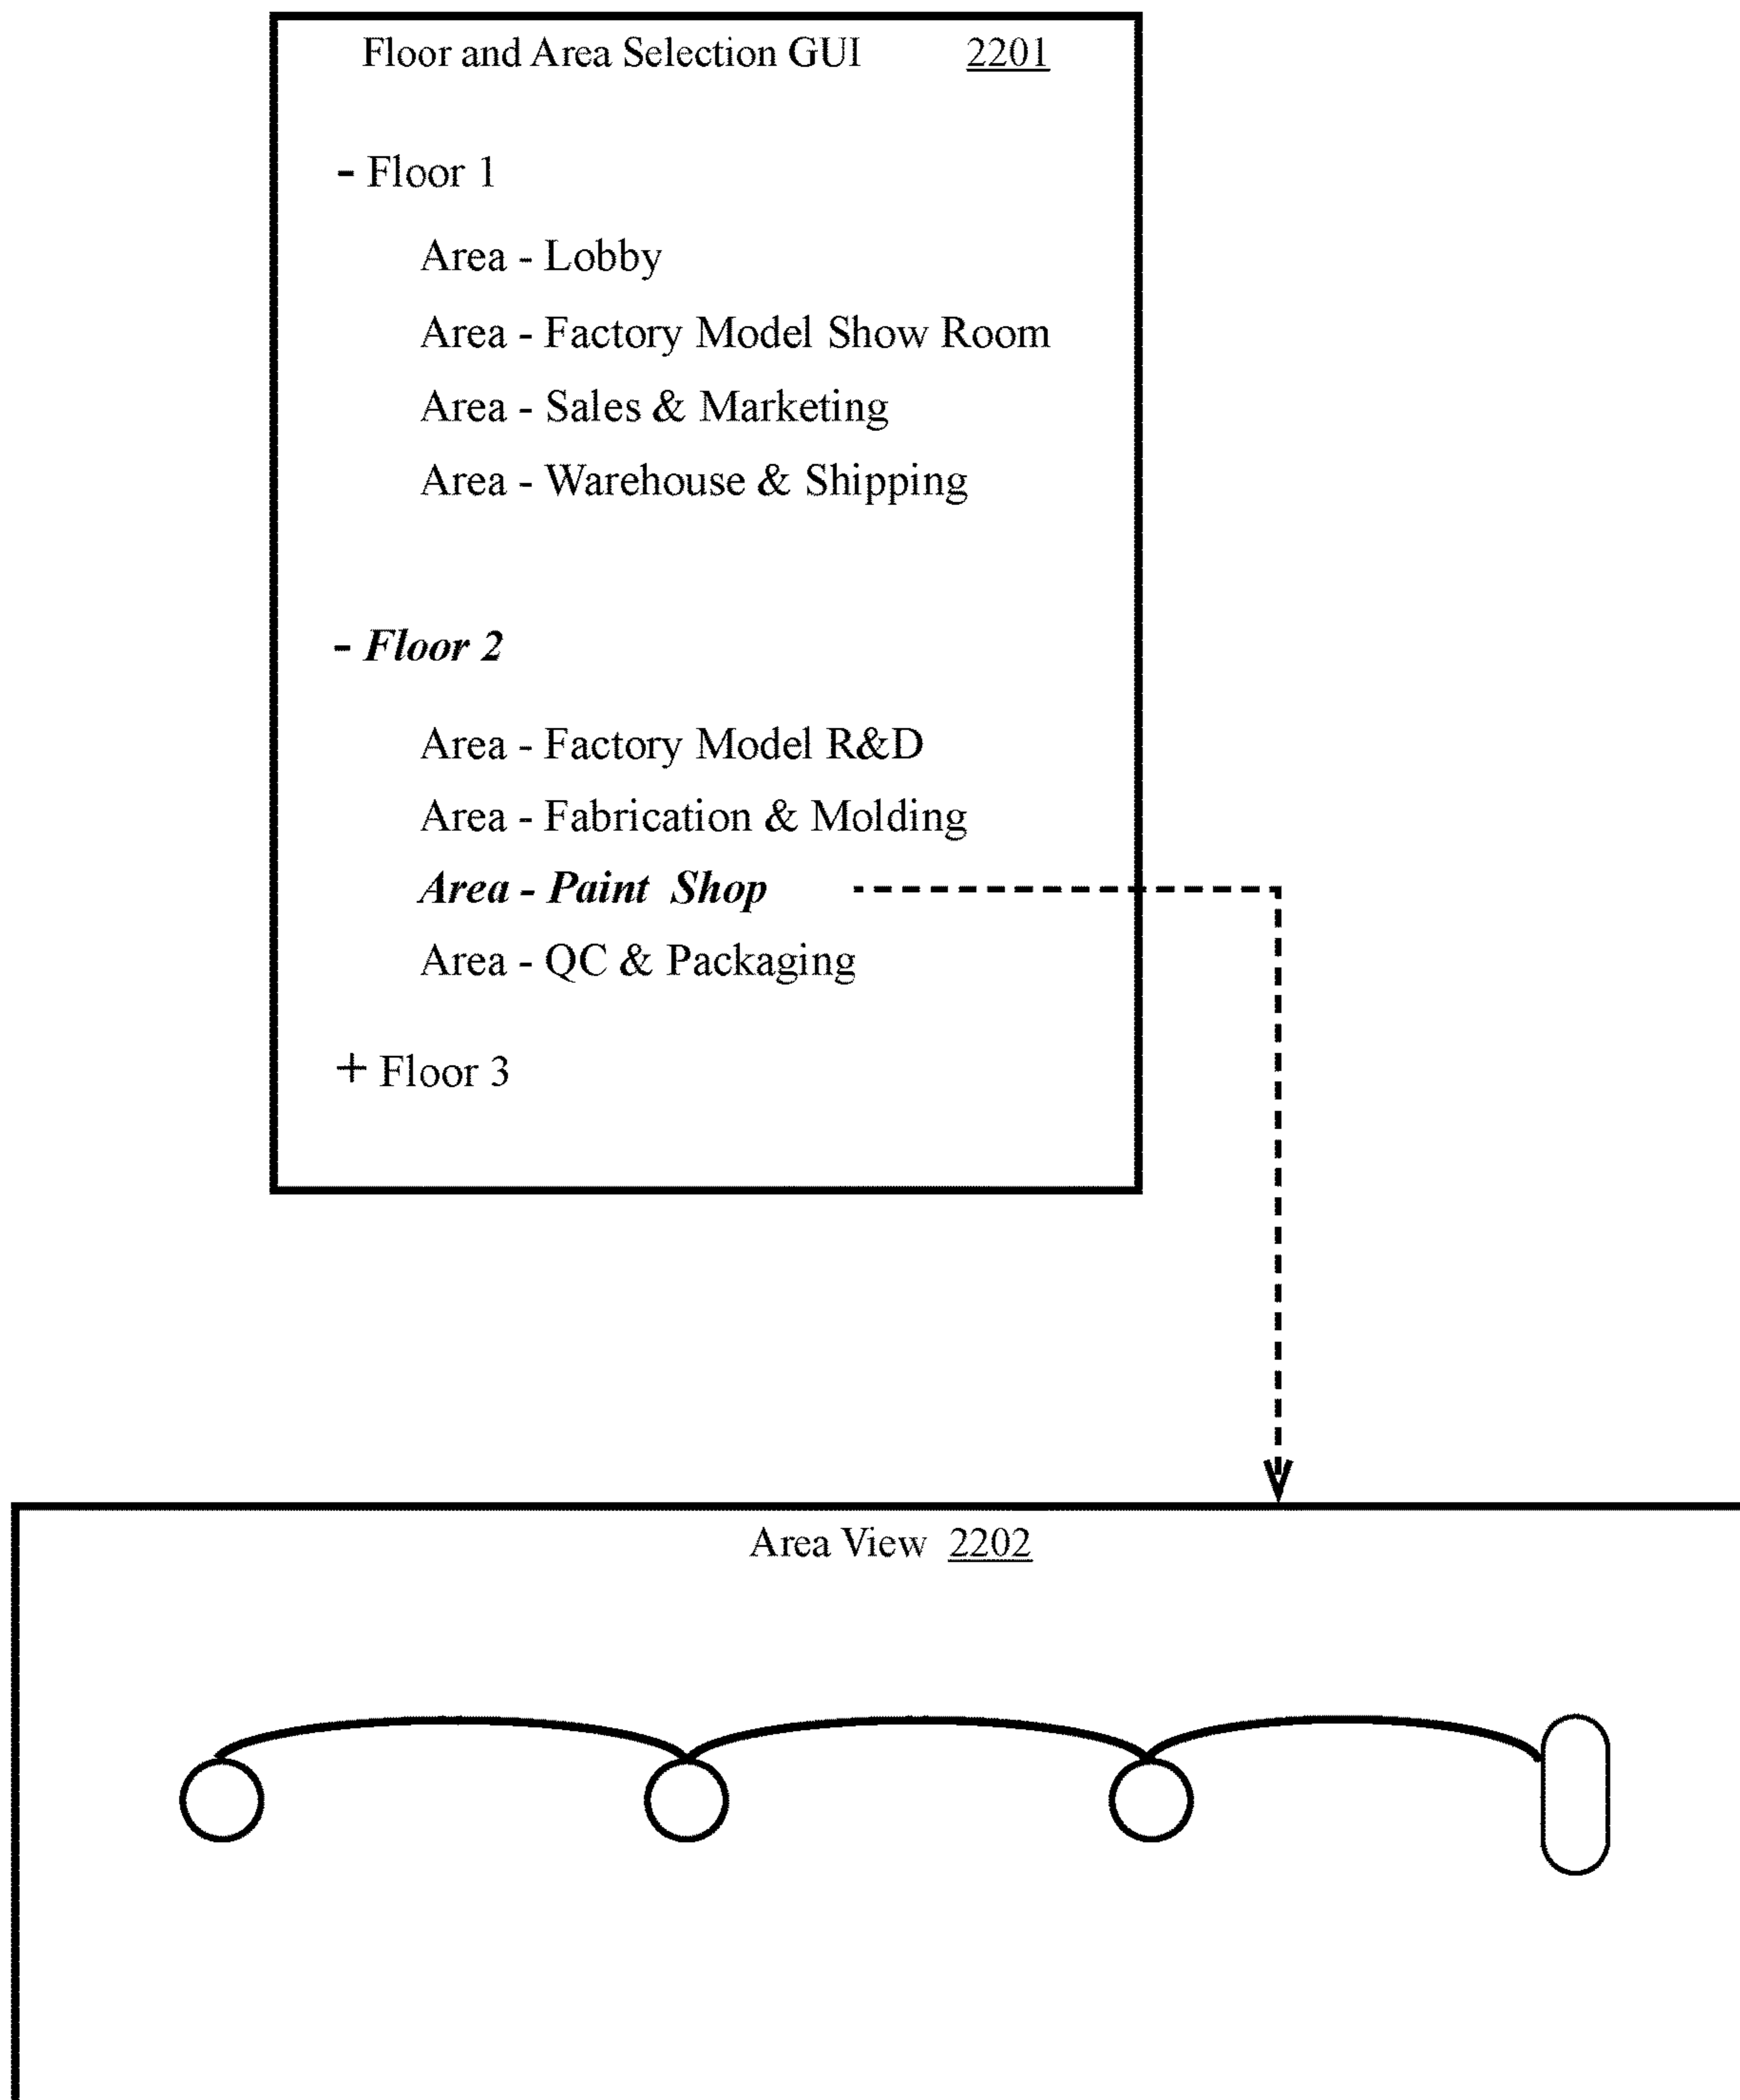 Floor and Area Selection GUI 2201
- Floor 1
Area - Lobby
Area - Factory Model Show Room
Area - Sales & Marketing
Area - Warehouse & Shipping
- Floor 2
Area - Factory Model R&D
Area - Fabrication & Molding
Area - Paint Shop
Area - QC & Packaging
+ Floor 3
Area View 2202